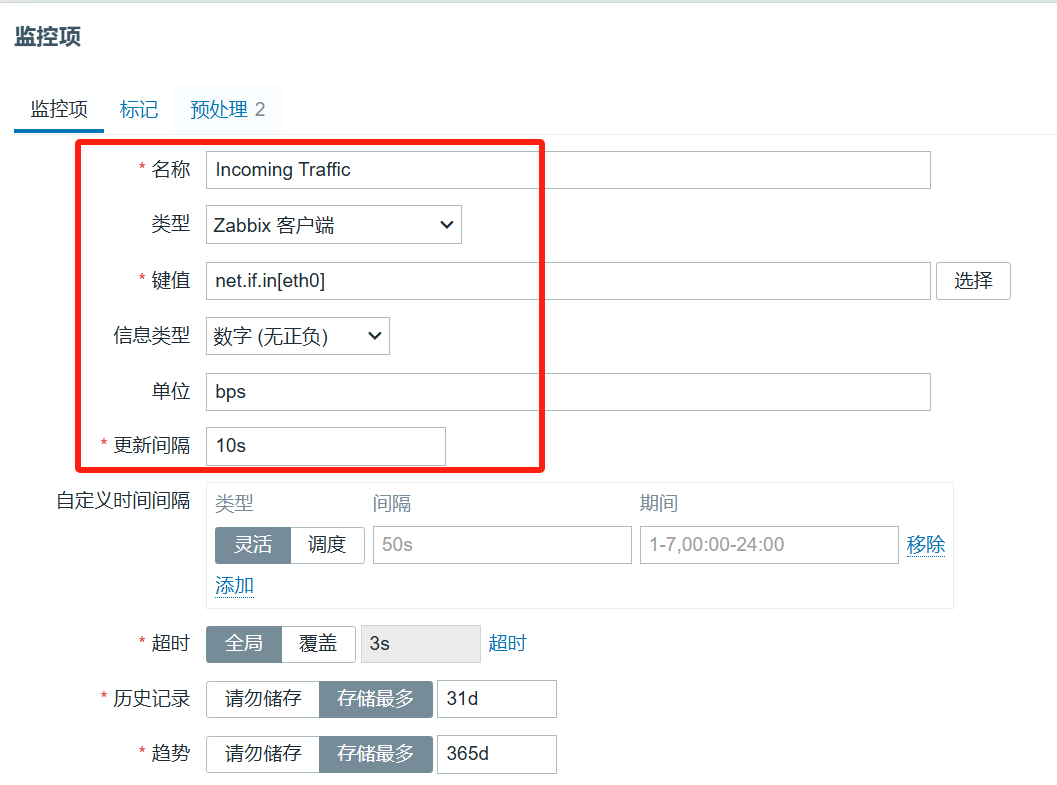 监控项
监控项 标记 预处理 2
* 名称 Incoming Traffic
类型 Zabbix 客户端
* 键值 net.if.in[eth0] 选择
信息类型 数字 (无正负)
单位 bps
* 更新间隔 10s
自定义时间间隔 类型 间隔 期间
灵活 调度 50s 1-7,00:00-24:00 移除
添加
* 超时 全局 覆盖 3s 超时
* 历史记录 请勿储存 存储最多 31d
* 趋势 请勿储存 存储最多 365d